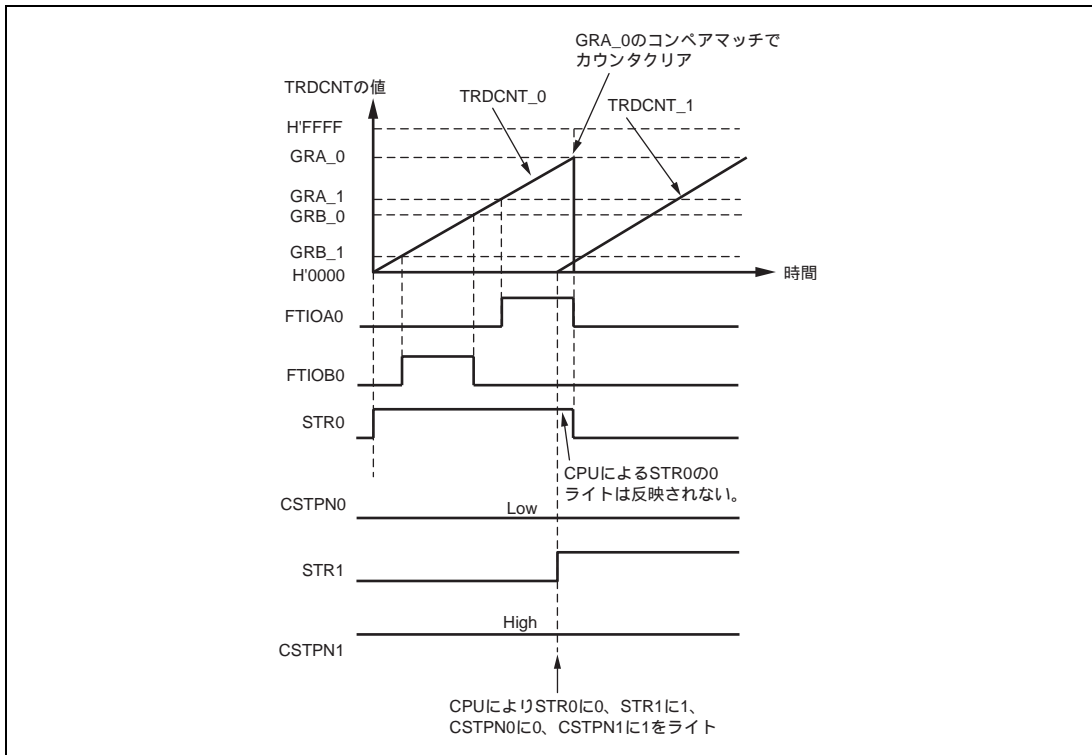 GRA_0のコンペアマッチで
カウンタクリア
TRDCNTの値
TRDCNT_0
TRDCNT_1
H'FFFF
GRA_0
GRA_1
GRB_0
GRB_1
H'0000
時間
FTIOA0
FTIOB0
STR0
CPUによるSTR0の0
ライトは反映されない。
CSTPN0
Low
STR1
High
CSTPN1
CPUによりSTR0に0、STR1に1、
CSTPN0に0、CSTPN1に1をライト